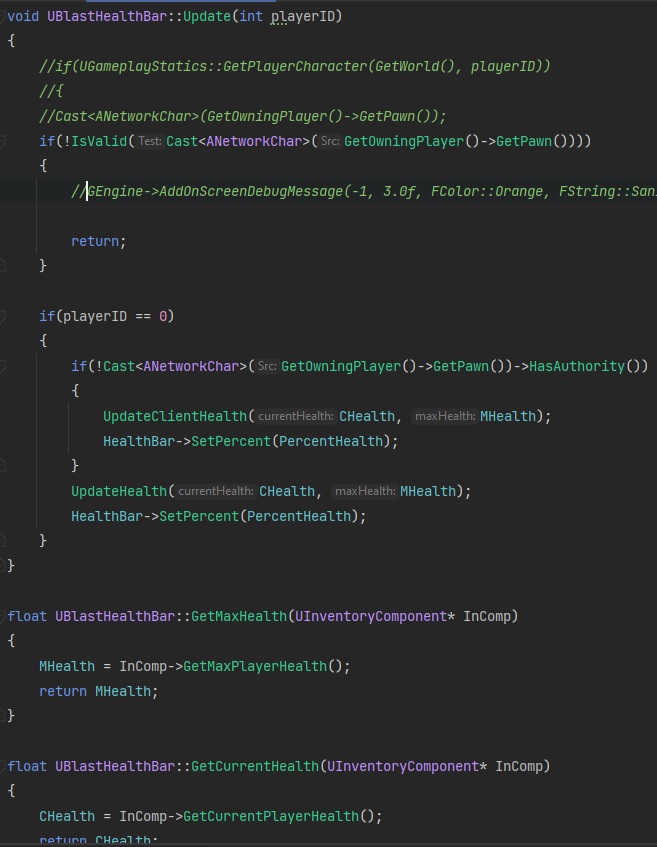 void UBlastHealthBar::Update(int playerID)
{
//if(UGameplayStatics::GetPlayerCharacter(GetWorld(), playerID))
//{
//Cast<ANetworkChar>(GetOwningPlayer()->GetPawn());
if(!IsValid(Test: Cast<ANetworkChar>(Src: GetOwningPlayer()->GetPawn())))
{
//GEngine->AddOnScreenDebugMessage(-1, 3.0f, FColor::Orange, FString::San
return;
}
if(playerID == 0)
{
if(!Cast<ANetworkChar>(Src: GetOwningPlayer()->GetPawn())->HasAuthority())
{
UpdateClientHealth(currentHealth: CHealth, maxHealth: MHealth);
HealthBar->SetPercent(PercentHealth);
}
UpdateHealth(currentHealth: CHealth, maxHealth: MHealth);
HealthBar->SetPercent(PercentHealth);
}
}
float UBlastHealthBar::GetMaxHealth(UInventoryComponent* InComp)
{
MHealth = InComp->GetMaxPlayerHealth();
return MHealth;
}
float UBlastHealthBar::GetCurrentHealth(UInventoryComponent* InComp)
{
CHealth = InComp->GetCurrentPlayerHealth();
return CHealth;